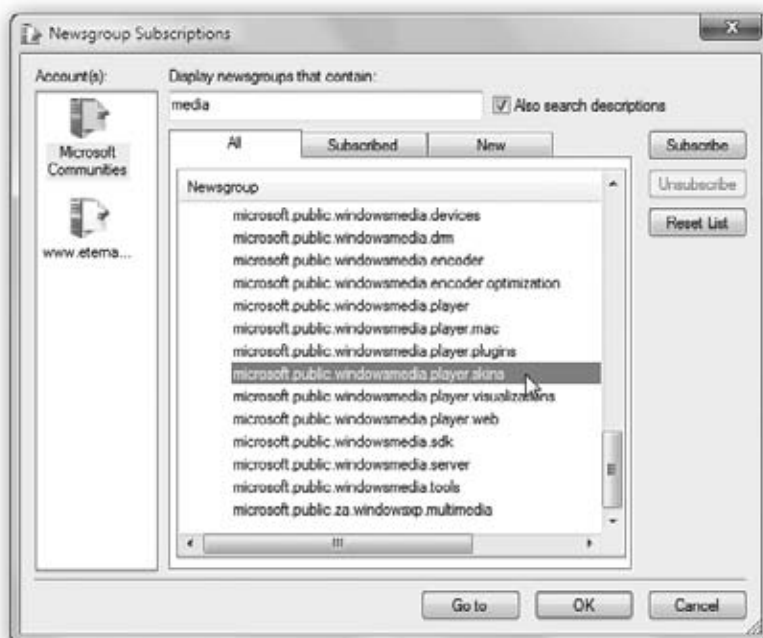 Newsgroup Subscriptions
Account(s):
Display newsgroups that contain:
media
Also search descriptions
Microsoft
Communities
www.eterna...
All
Subscribed
New
Subscribe
Unsubscribe
Reset List
Newsgroup
microsoft.public.windowsmedia.devices
microsoft.public.windowsmedia.drm
microsoft.public.windowsmedia.encoder
microsoft.public.windowsmedia.encoder.optimization
microsoft.public.windowsmedia.player
microsoft.public.windowsmedia.player.mac
microsoft.public.windowsmedia.player.plugins
microsoft.public.windowsmedia.player.skins
microsoft.public.windowsmedia.player.visualizations
microsoft.public.windowsmedia.player.web
microsoft.public.windowsmedia.sdk
microsoft.public.windowsmedia.server
microsoft.public.windowsmedia.tools
microsoft.public.za.windowsxp.multimedia
Go to
OK
Cancel